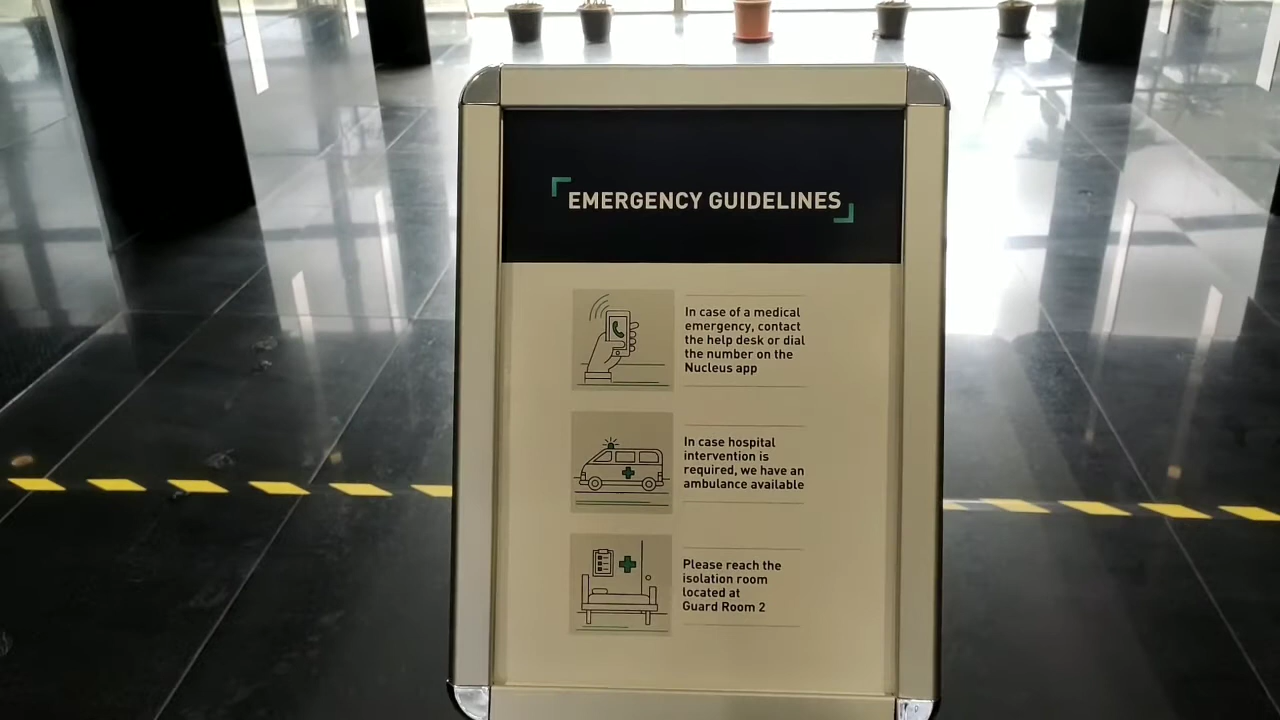 EMERGENCY GUIDELINES
In case of a medical
emergency, contact
the help desk or dial
the number on the
Nucleus app
In case hospital
intervention is
required, we have an
ambulance available
Please reach the
isolation room
located at
Guard Room 2